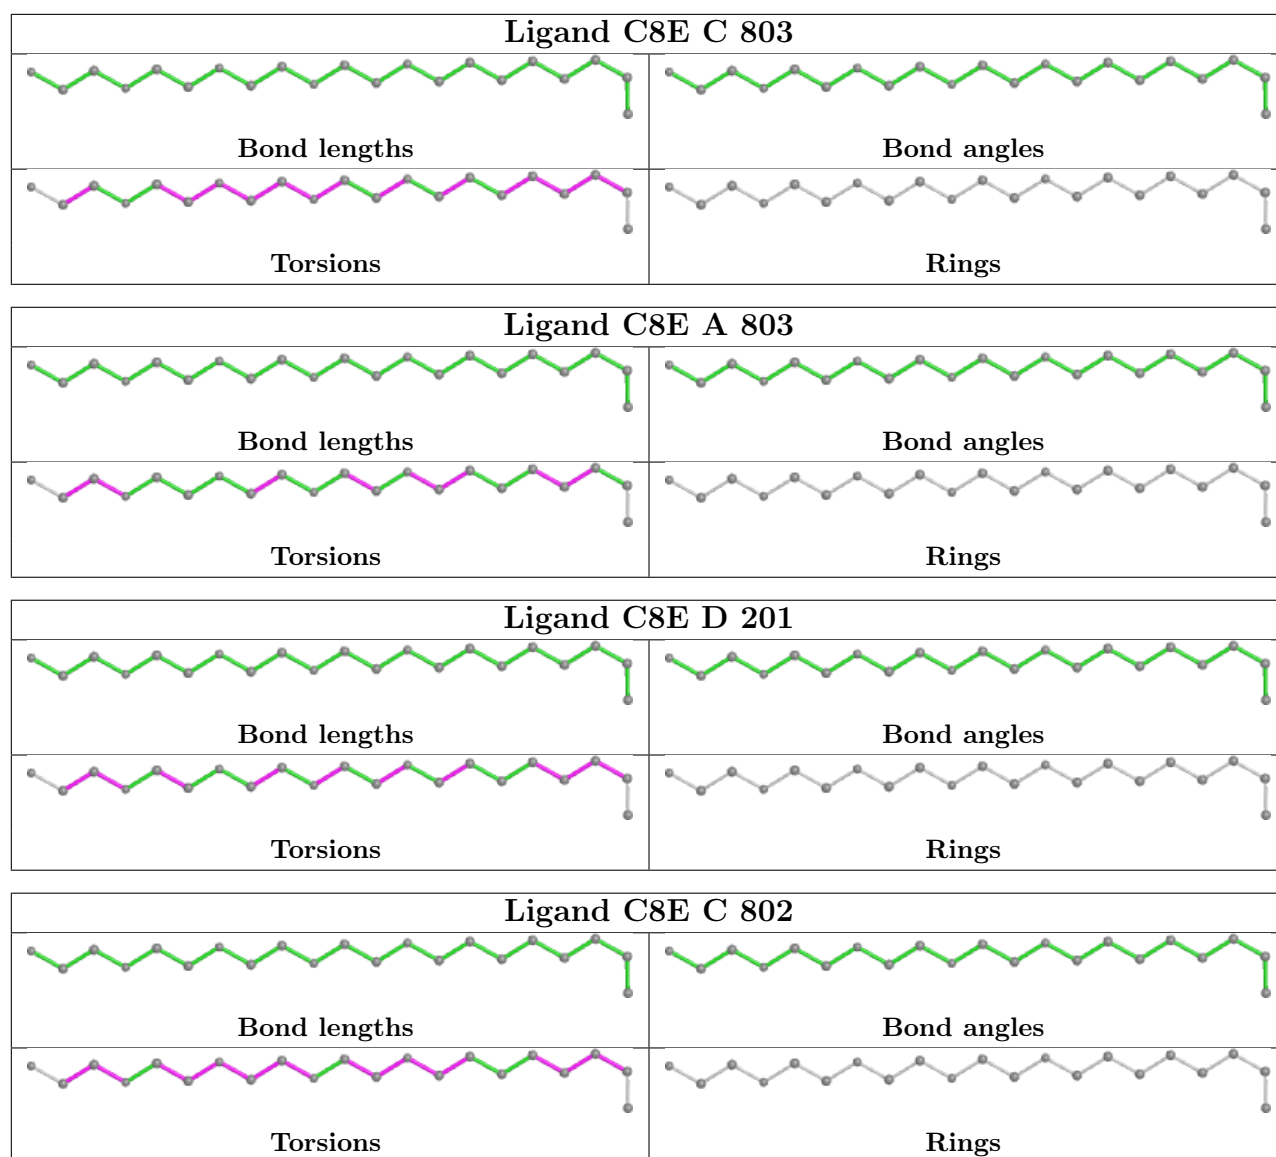 Ligand C8E C 803
Bond lengths Bond angles
Torsions Rings
Ligand C8E A 803
Bond lengths Bond angles
Torsions Rings
Ligand C8E D 201
Bond lengths Bond angles
Torsions Rings
Ligand C8E C 802
Bond lengths Bond angles
Torsions Rings